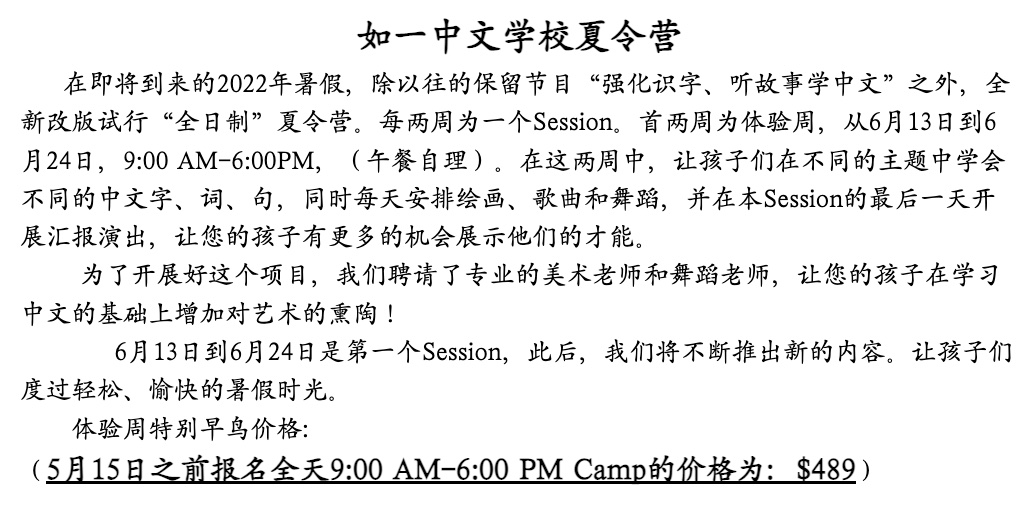 如一中文学校夏令营
在即将到来的2022年暑假，除以往的保留节目“强化识字、听故事学中文”之外，全
新改版试行“全日制”夏令营。每两周为一个Session。首两周为体验周，从6月13日到6
月24日，9:00 AM-6:00PM，（午餐自理）。在这两周中，让孩子们在不同的主题中学会
不同的中文字、词、句，同时每天安排绘画、歌曲和舞蹈，并在本Session的最后一天开
展汇报演出，让您的孩子有更多的机会展示他们的才能。
为了开展好这个项目，我们聘请了专业的美术老师和舞蹈老师，让您的孩子在学习
中文的基础上增加对艺术的熏陶！
6月13日到6月24日是第一个Session，此后，我们将不断推出新的内容。让孩子们
度过轻松、愉快的暑假时光。
体验周特别早鸟价格:
（5月15日之前报名全天9:00 AM-6:00 PM Camp的价格为：$489）